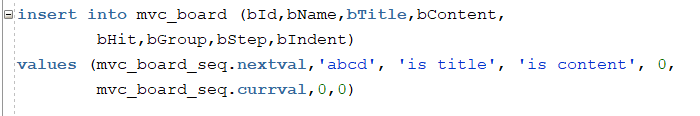 insert into mvc_board (bId,bName,bTitle,bContent,
bHit,bGroup,bStep,bIndent)
values (mvc_board_seq.nextval,'abcd', 'is title', 'is content', 0,
mvc_board_seq.currval,0,0)